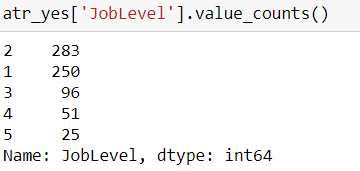 atr_yes['JobLevel'].value_counts()
2    283
1    250
3     96
4     51
5     25
Name: JobLevel, dtype: int64